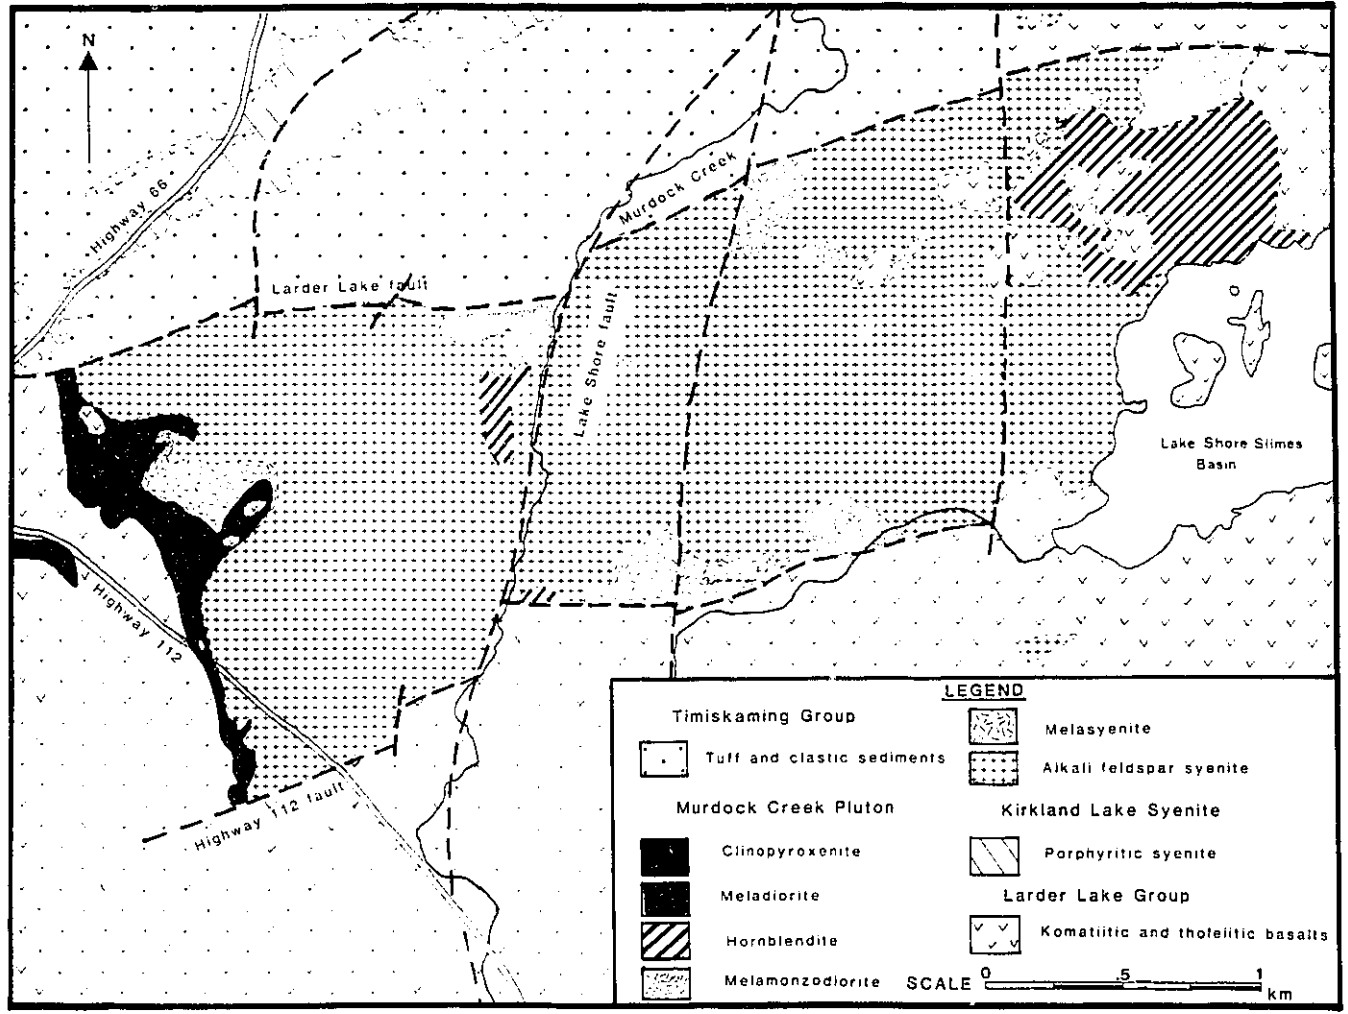 N
Highway 66
Murdock Creek
Larder Lake fault
Lake Shore fault
Lake Shore Slimes
Basin
Highway 112
Highway 112 fault
LEGEND
Timiskaming Group
Tuff and clastic sediments
Murdock Creek Pluton
Clinopyroxenite
Meladiorite
Hornblendite
Melamonzodiorite
Melasyenite
Alkali feldspar syenite
Kirkland Lake Syenite
Porphyritic syenite
Larder Lake Group
Komatiitic and tholeiitic basalts
SCALE 0 .5 1
km